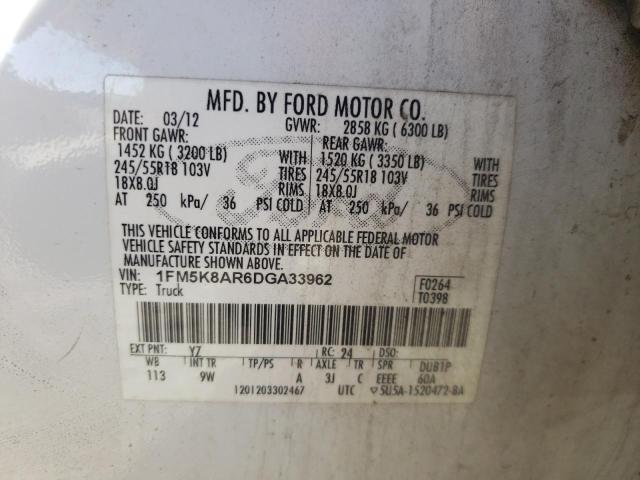 MFD. BY FORD MOTOR CO.
DATE: 03/12 GVWR: 2858 KG ( 6300 LB)
FRONT GAWR: REAR GAWR:
1452 KG ( 3200 LB) WITH 1520 KG ( 3350 LB) WITH
245/55R18 103V TIRES 245/55R18 103V TIRES
18X8.0J RIMS 18X8.0J RIMS
AT 250 kPa/ 36 PSI COLD AT 250 kPa/ 36 PSI COLD
THIS VEHICLE CONFORMS TO ALL APPLICABLE FEDERAL MOTOR
VEHICLE SAFETY STANDARDS IN EFFECT ON THE DATE OF
MANUFACTURE SHOWN ABOVE.
VIN: 1FM5K8AR6DGA33962 F0264
TYPE: Truck T0398
EXT PNT: YZ RC: 24 DSO:
WB INT TR TP/PS R AXLE TR SPR DUB1P
113 9W A 3J C EEEE 60A
1201203302467 UTC ▽5U5A-1520472-BA
Ford